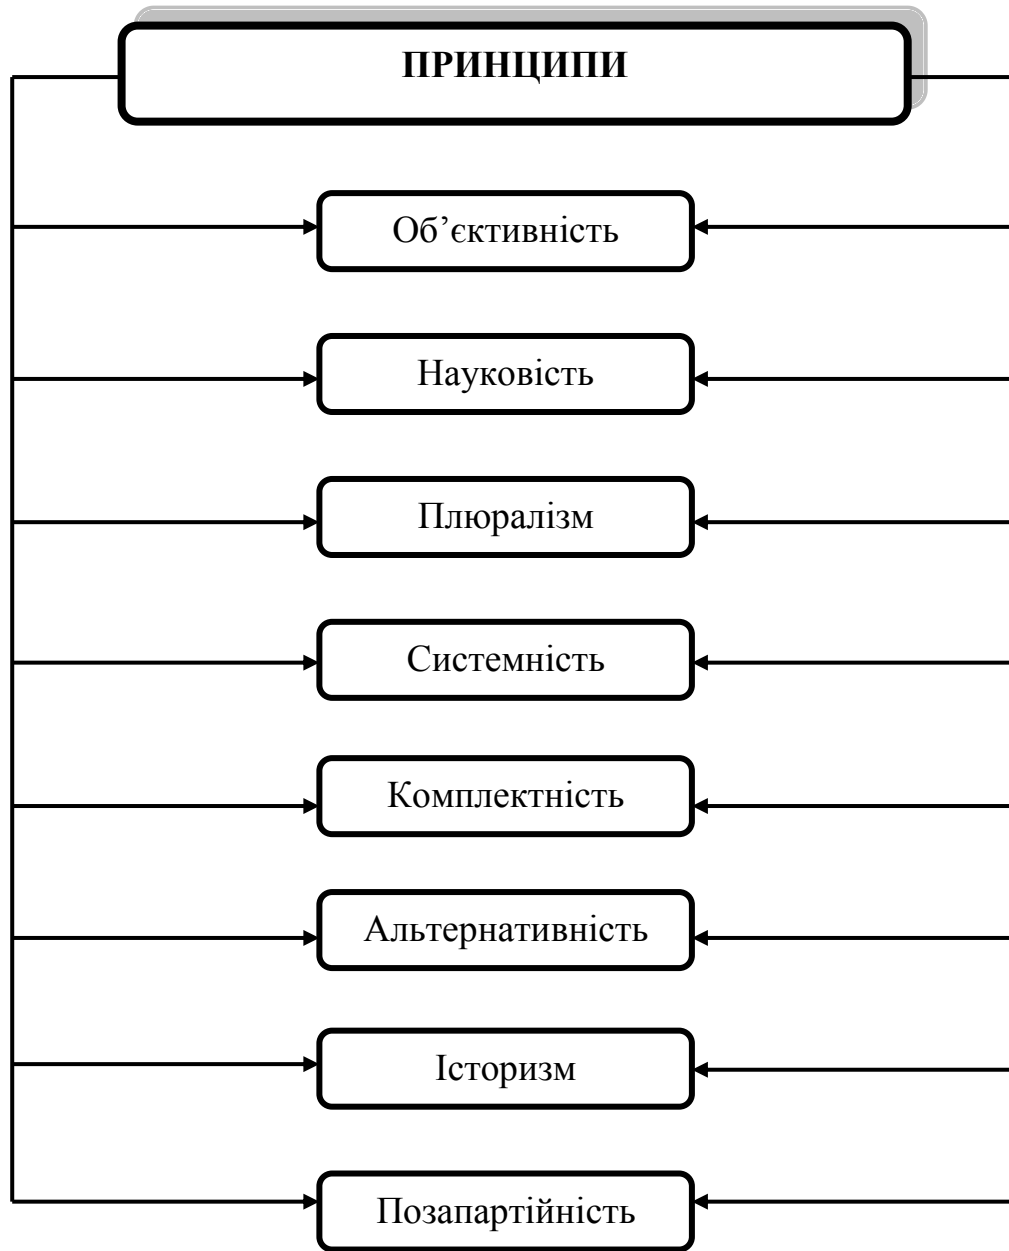 ПРИНЦИПИ
Об’єктивність
Науковість
Плюралізм
Системність
Комплектність
Альтернативність
Історизм
Позапартійність